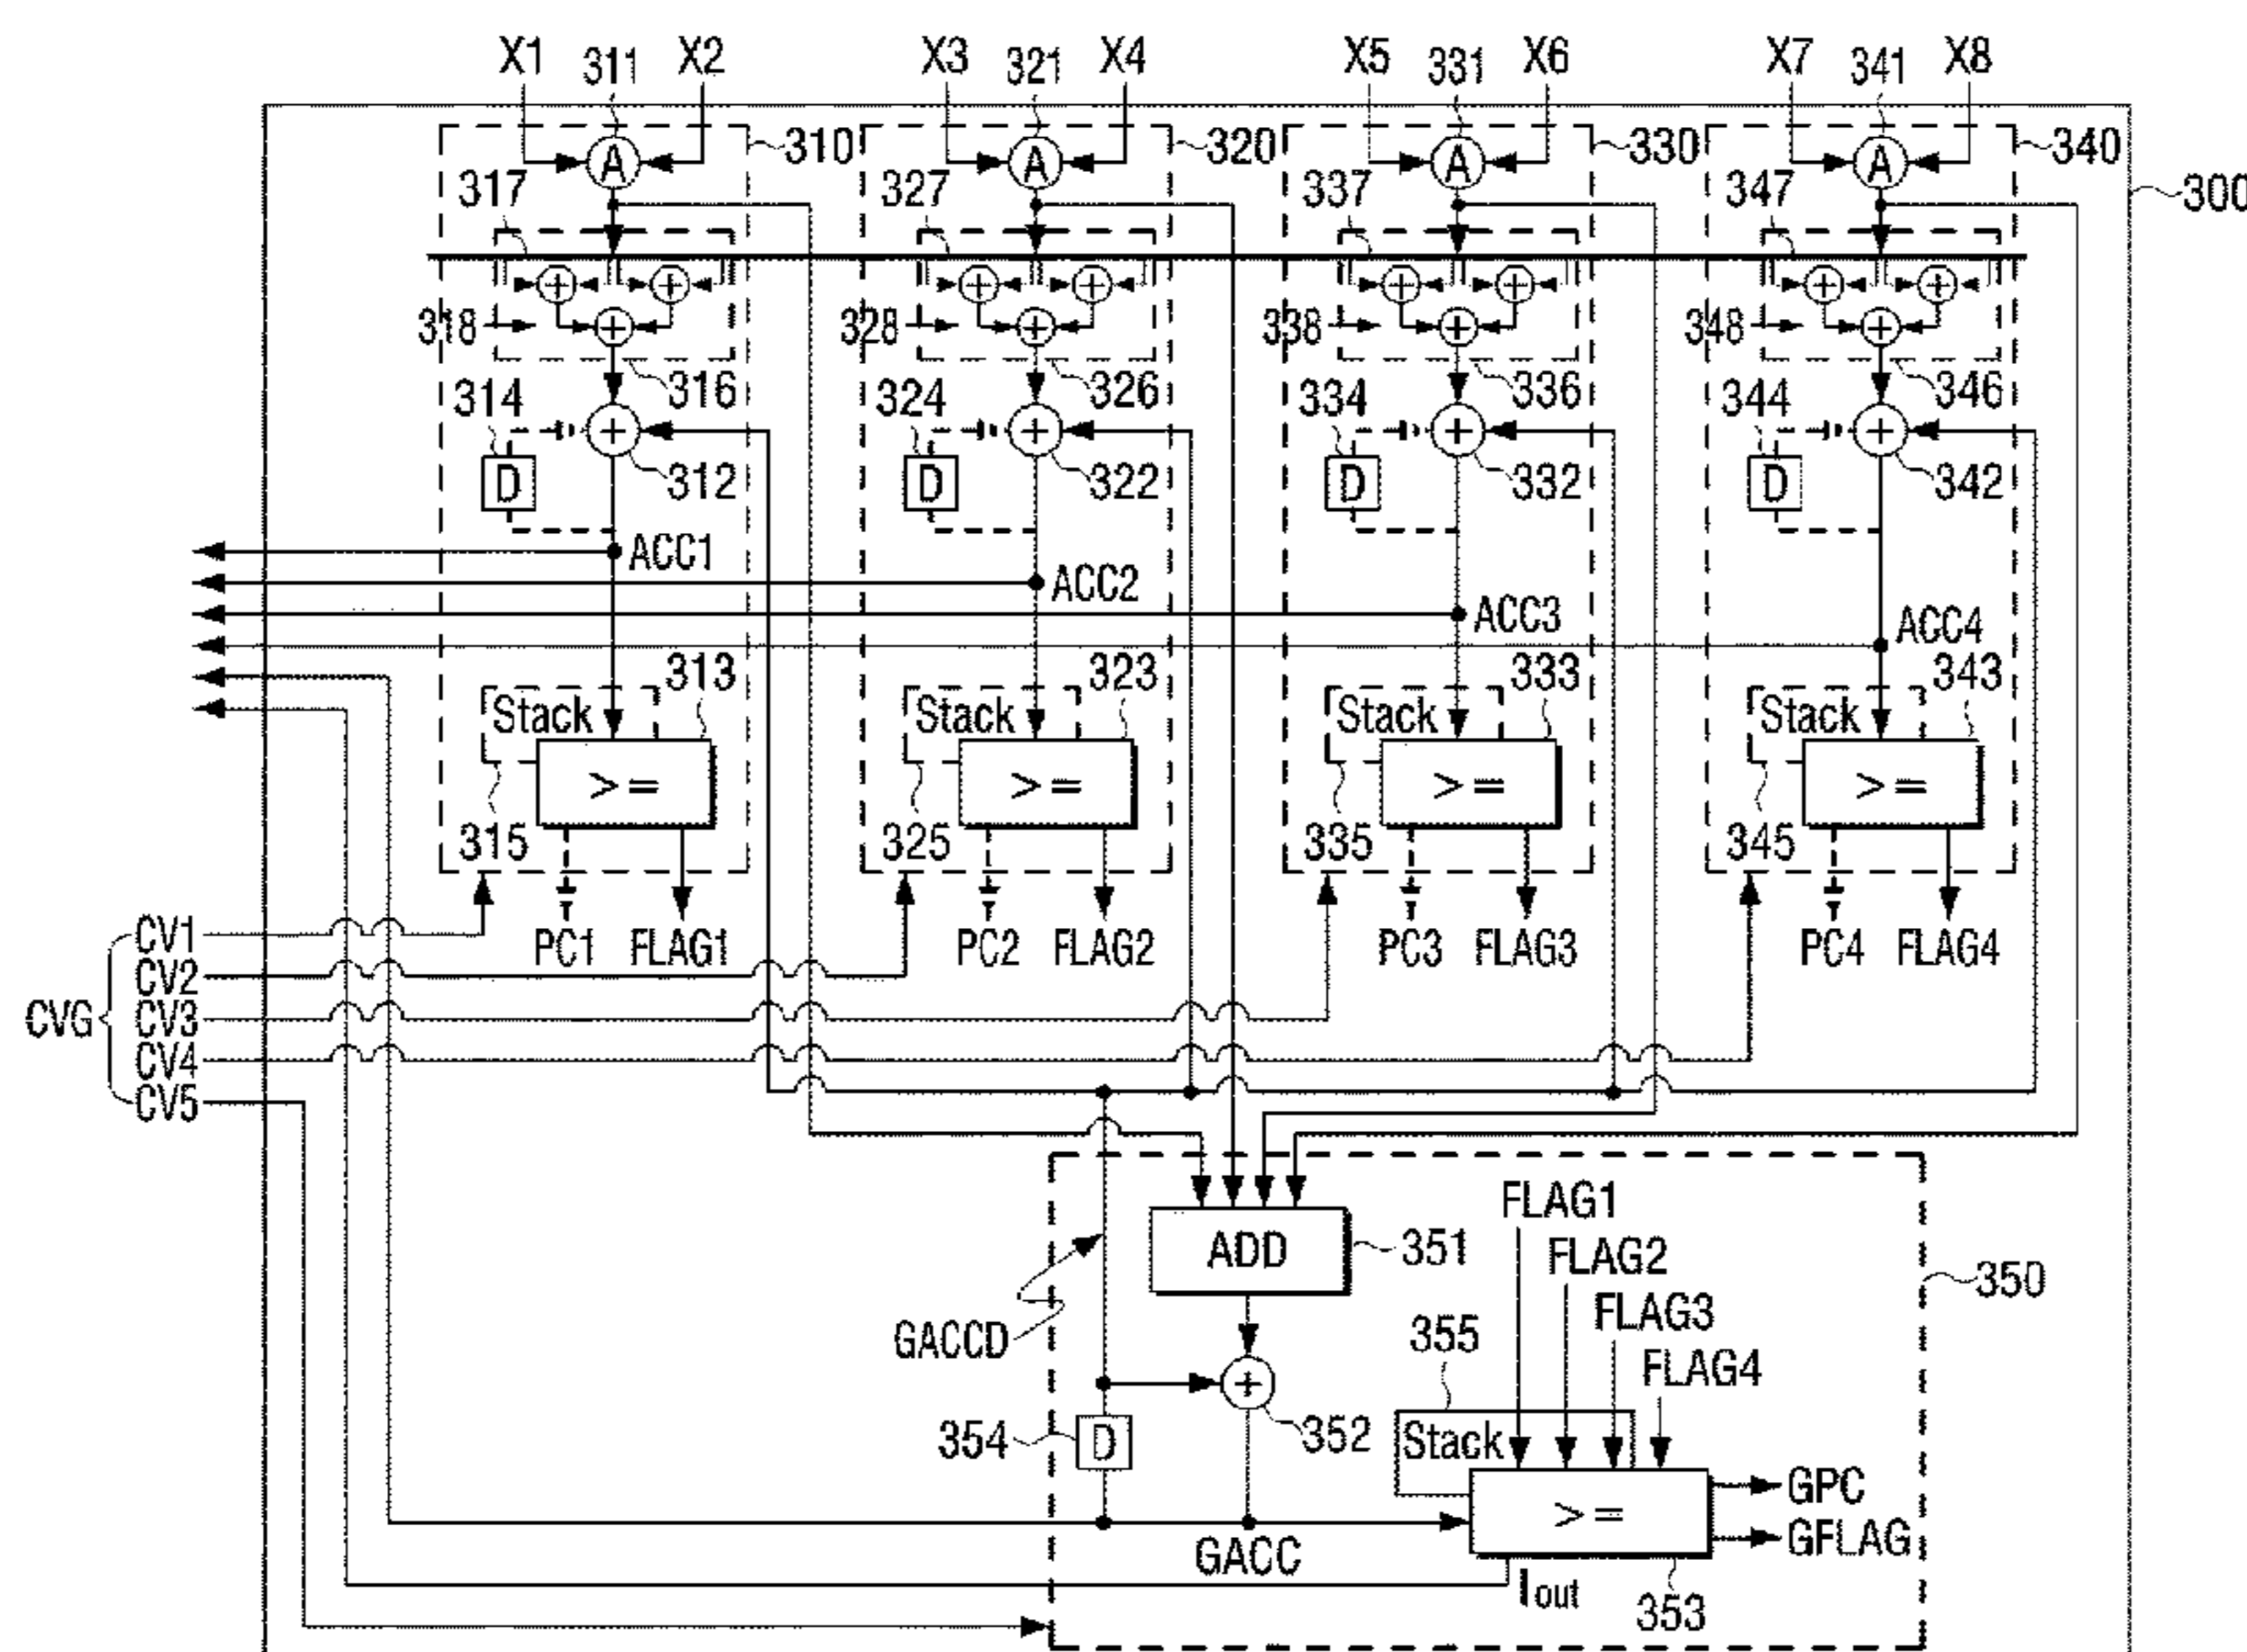 X1 311 X2 X3 321 X4 X5 331 X6 X7 341 X8
A 310 A 320 A 330 A 340
317 327 337 347 300
+ + + + + + + +
318 + 328 + 338 + 348 +
316 326 336 346
314 324 334 344
+ + + +
D 312 D 322 D 332 D 342
ACC1
ACC2
ACC3
ACC4
313 323 333 343
Stack Stack Stack Stack
>= >= >= >=
315 325 335 345
PC1 FLAG1 PC2 FLAG2 PC3 FLAG3 PC4 FLAG4
CV1
CV2
CVG CV3
CV4
CV5
FLAG1
ADD 351 FLAG2
350
FLAG3
GACCD 355
FLAG4
+
354 D 352 Stack
GPC
>=
GFLAG
GACC
Iout 353